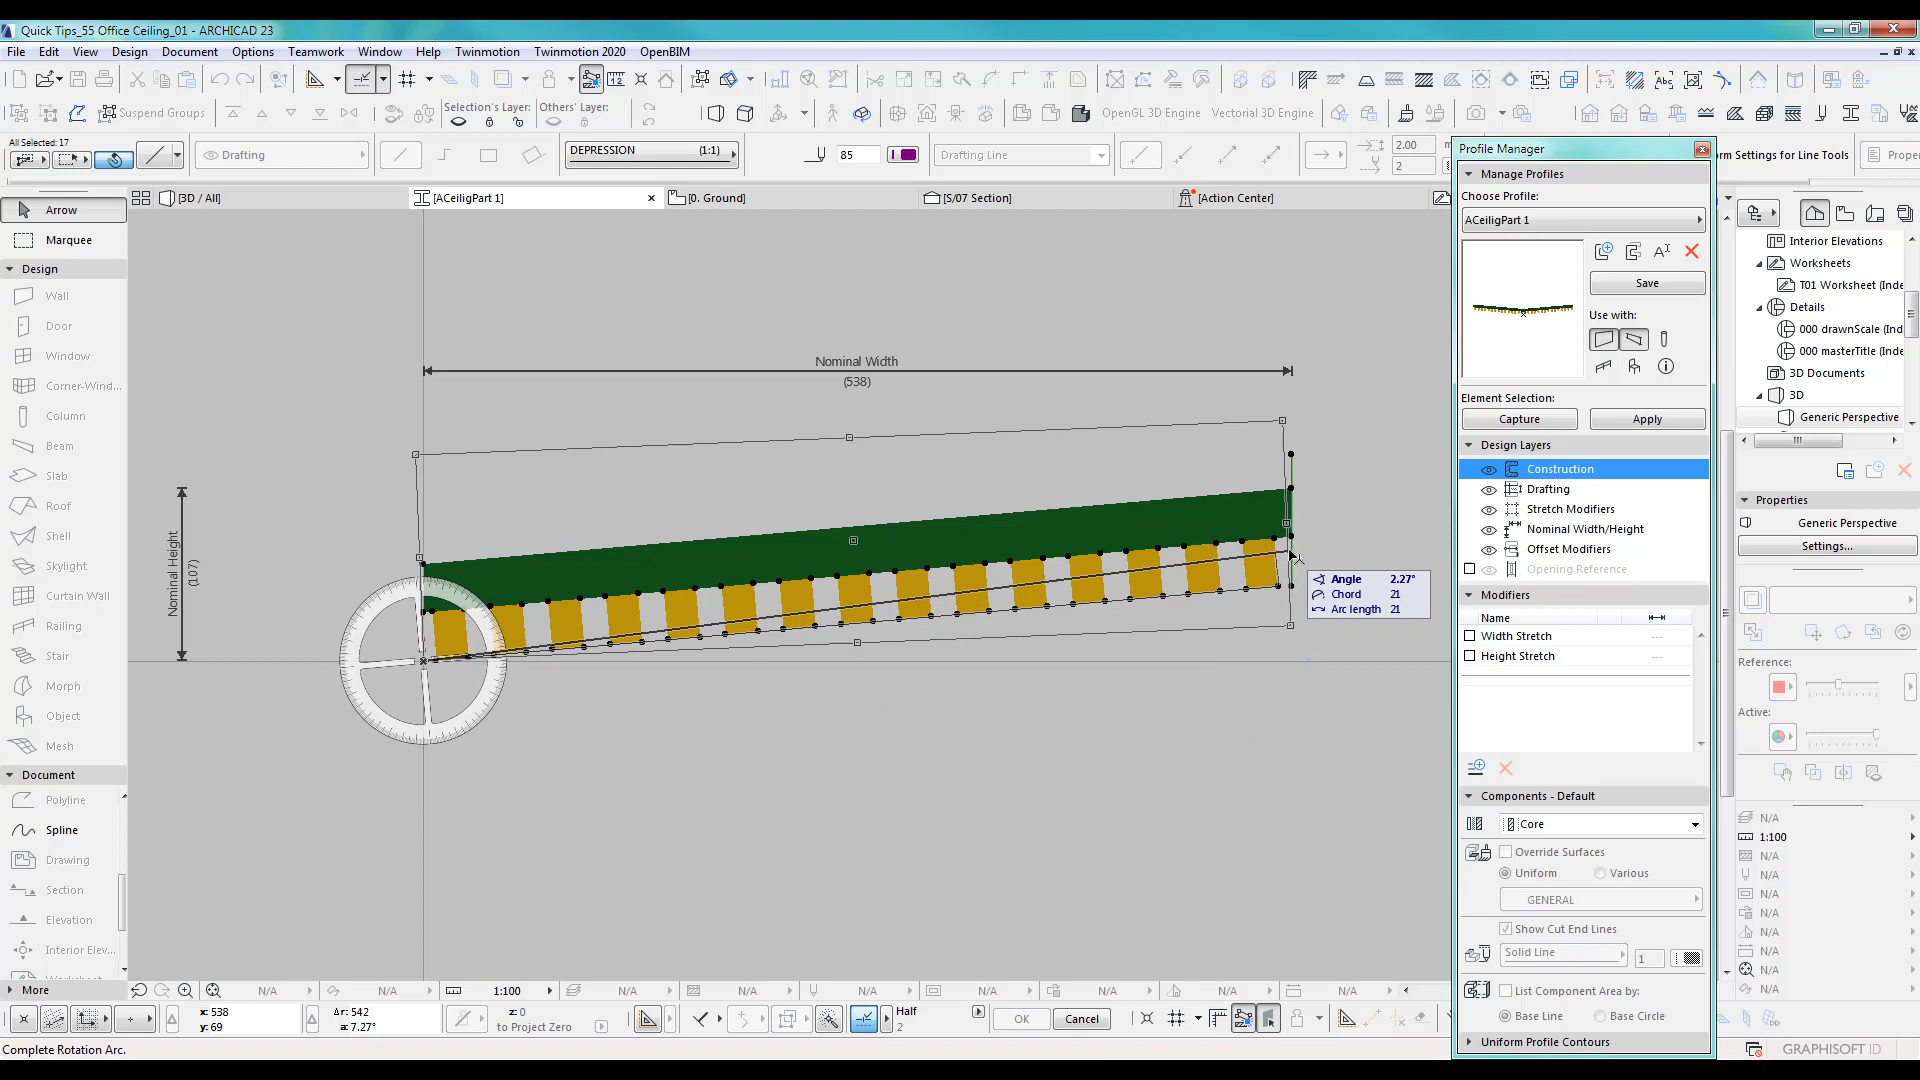 Quick Tips_55 Office Ceiling_01 - ARCHICAD 23
File Edit View Design Document Options Teamwork Window Help Twinmotion Twinmotion 2020 OpenBIM
Suspend Groups
Selection's Layer:
Others' Layer:
OpenGL 3D Engine
Vectorial 3D Engine
All Selected: 17
Drafting
DEPRESSION (1:1)
85
Drafting Line
2.00
2
rm Settings for Line Tools
Proper
[3D / All]
[ACeiligPart 1]
[0. Ground]
[S/07 Section]
[Action Center]
Arrow
Marquee
Design
Wall
Door
Window
Corner-Wind...
Column
Beam
Slab
Roof
Shell
Skylight
Curtain Wall
Railing
Stair
Morph
Object
Mesh
Document
Polyline
Spline
Drawing
Section
Elevation
Interior Elev...
More
Nominal Width
(538)
Nominal Height
(107)
Angle 2.27°
Chord 21
Arc length 21
Profile Manager
Manage Profiles
Choose Profile:
ACeiligPart 1
Save
Use with:
Element Selection:
Capture
Apply
Design Layers
Construction
Drafting
Stretch Modifiers
Nominal Width/Height
Offset Modifiers
Opening Reference
Modifiers
Name
Width Stretch ---
Height Stretch ---
Components - Default
Core
Override Surfaces
Uniform
Various
GENERAL
Show Cut End Lines
Solid Line
1
List Component Area by:
Base Line
Base Circle
Uniform Profile Contours
Interior Elevations
Worksheets
T01 Worksheet (Inde
Details
000 drawnScale (Ind
000 masterTitle (Inde
3D Documents
3D
Generic Perspective
Properties
Generic Perspective
Settings...
Reference:
Active:
N/A
1:100
N/A
N/A
N/A
N/A
N/A
N/A
N/A
N/A
N/A N/A 1:100 N/A N/A N/A N/A N/A N/A N/A
x: 538
y: 69
Δr: 542
a: 7.27°
z: 0
to Project Zero
Half
2
OK
Cancel
Complete Rotation Arc.
GRAPHISOFT ID